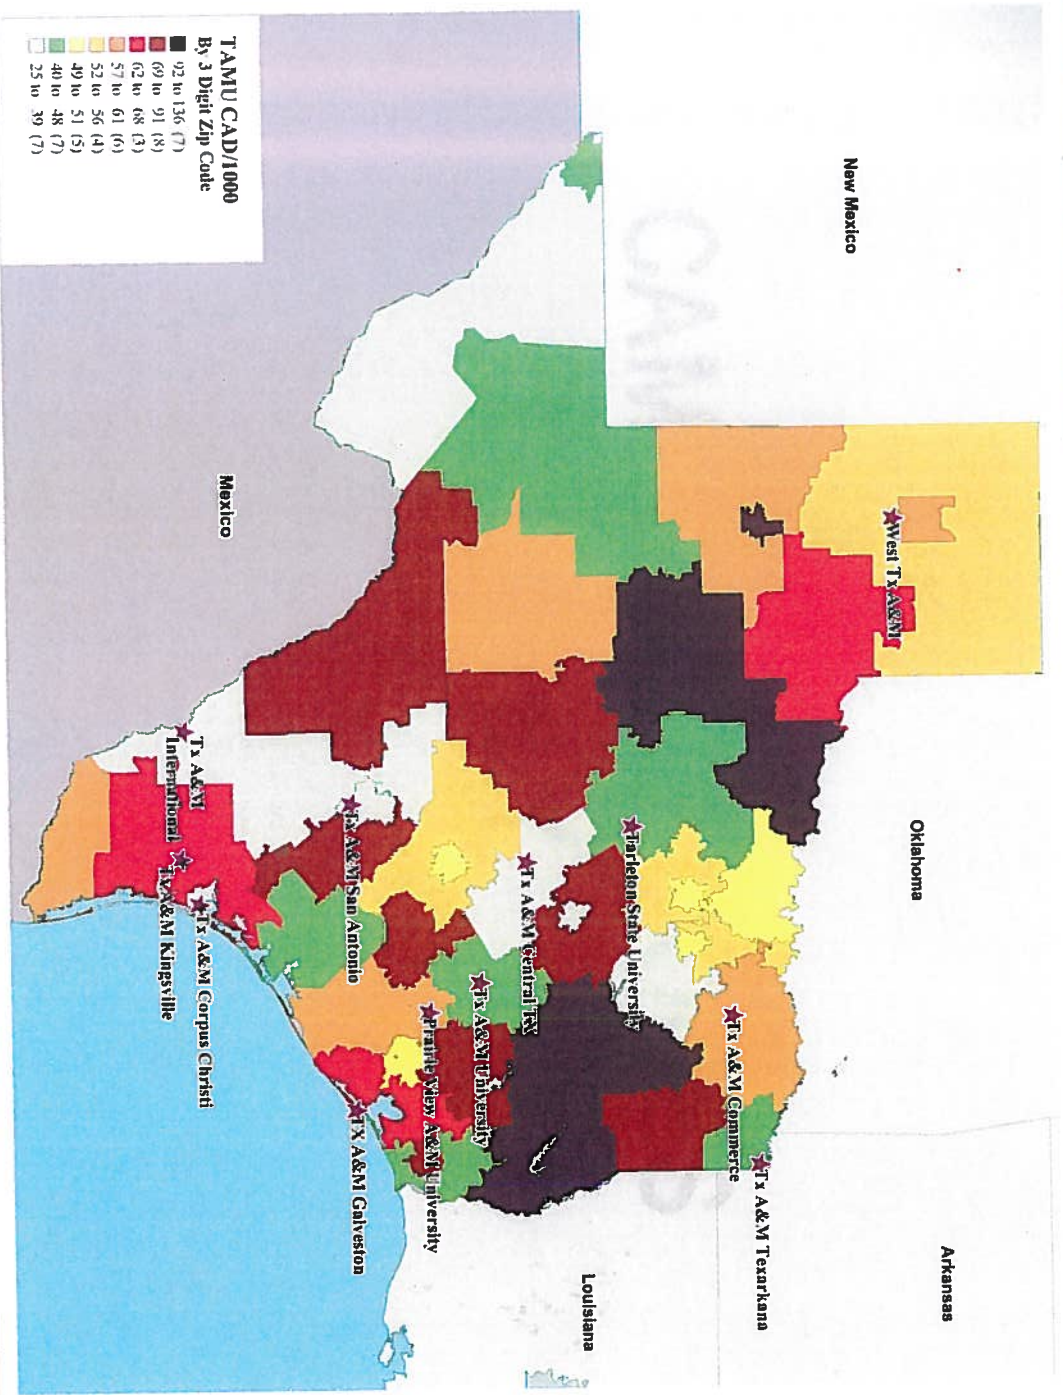 New Mexico
Oklahoma
Arkansas
Louisiana
Mexico
West Tx A&M
Tx A&M Texarkana
Tx A&M Commerce
Tarleton State University
Tx A&M Central TX
Tx A&M University
Prairie View A&M University
TX A&M Galveston
Tx A&M San Antonio
Tx A&M Corpus Christi
Tx A&M Kingsville
Tx A&M
International
TAMU CAD/1000
By 3 Digit Zip Code
92 to 136 (7)
69 to 91 (8)
62 to 68 (3)
57 to 61 (6)
52 to 56 (4)
49 to 51 (5)
40 to 48 (7)
25 to 39 (7)